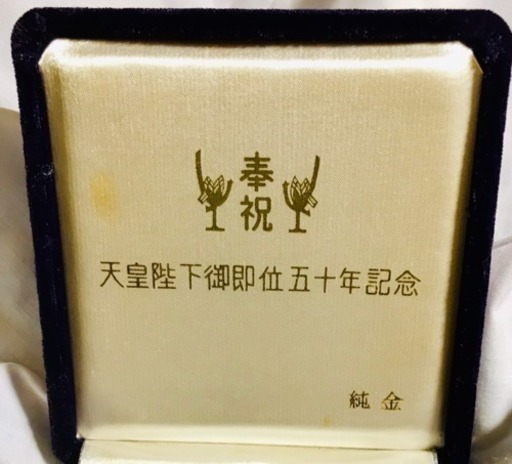 奉祝
天皇陛下御即位五十年記念
純金